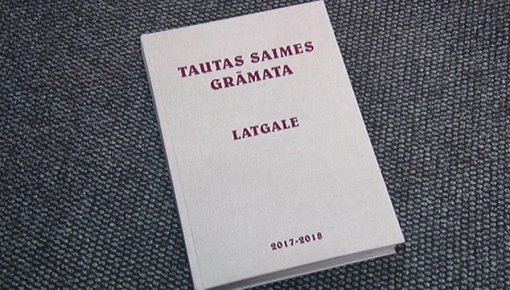 TAUTAS SAIMES
GRĀMATA
LATGALE
2017-2018